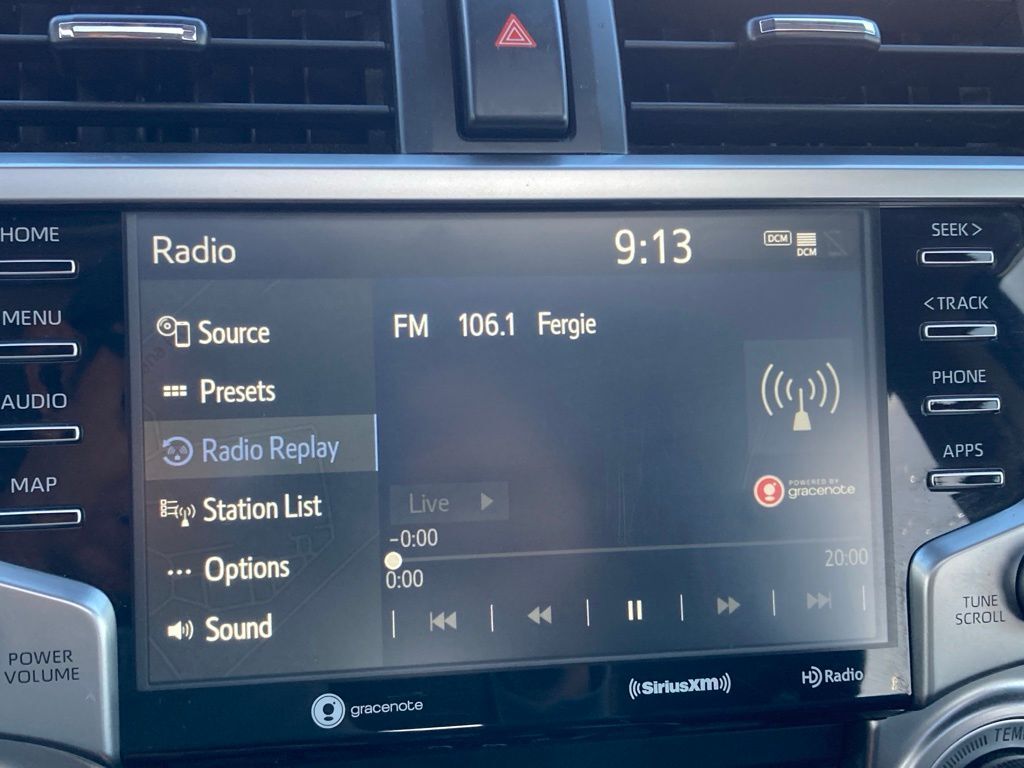 HOME
MENU
AUDIO
MAP
POWER
VOLUME
Radio 9:13 DCM
DCM
Source
Presets
Radio Replay
Station List
Options
Sound
FM 106.1 Fergie
POWERED BY
gracenote
Live
-0:00
0:00 20:00
gracenote
((SiriusXM))
HD Radio
SEEK >
< TRACK
PHONE
APPS
TUNE
SCROLL